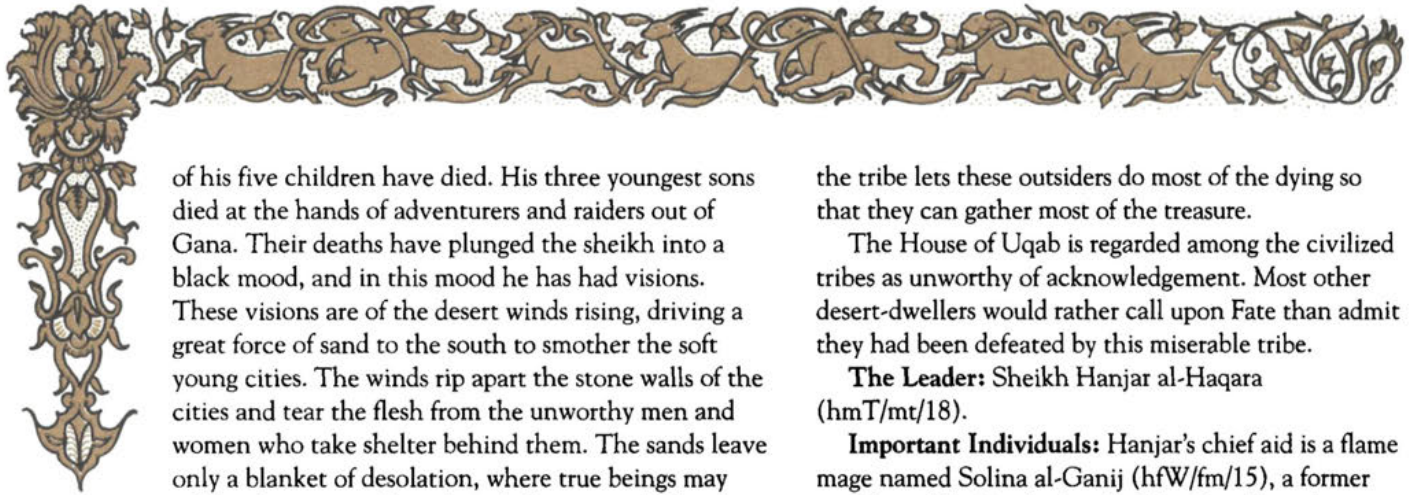 of his five children have died. His three youngest sons
died at the hands of adventurers and raiders out of
Gana. Their deaths have plunged the sheikh into a
black mood, and in this mood he has had visions.
These visions are of the desert winds rising, driving a
great force of sand to the south to smother the soft
young cities. The winds rip apart the stone walls of the
cities and tear the flesh from the unworthy men and
women who take shelter behind them. The sands leave
only a blanket of desolation, where true beings may
the tribe lets these outsiders do most of the dying so
that they can gather most of the treasure.
The House of Uqab is regarded among the civilized
tribes as unworthy of acknowledgement. Most other
desert-dwellers would rather call upon Fate than admit
they had been defeated by this miserable tribe.
The Leader: Sheikh Hanjar al-Haqara
(hmT/mt/18).
Important Individuals: Hanjar's chief aid is a flame
mage named Solina al-Ganij (hfW/fm/15), a former